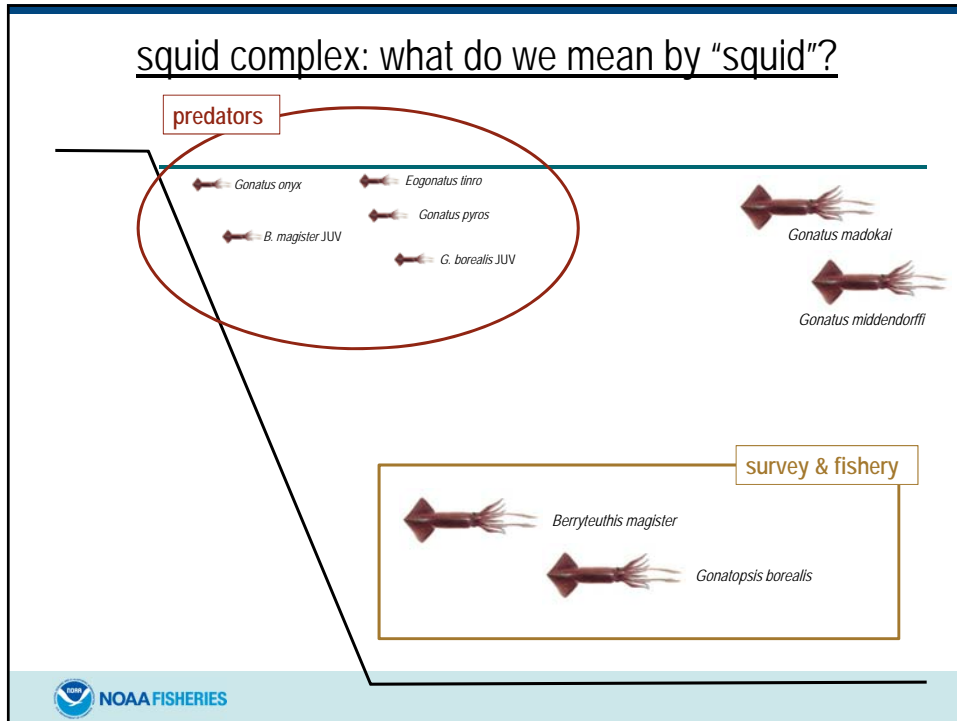 squid complex: what do we mean by “squid”?
predators
Gonatus onyx
Eogonatus tinro
Gonatus pyros
B. magister JUV
G. borealis JUV
Gonatus madokai
Gonatus middendorffi
survey & fishery
Berryteuthis magister
Gonatopsis borealis
NOAA
NOAA FISHERIES